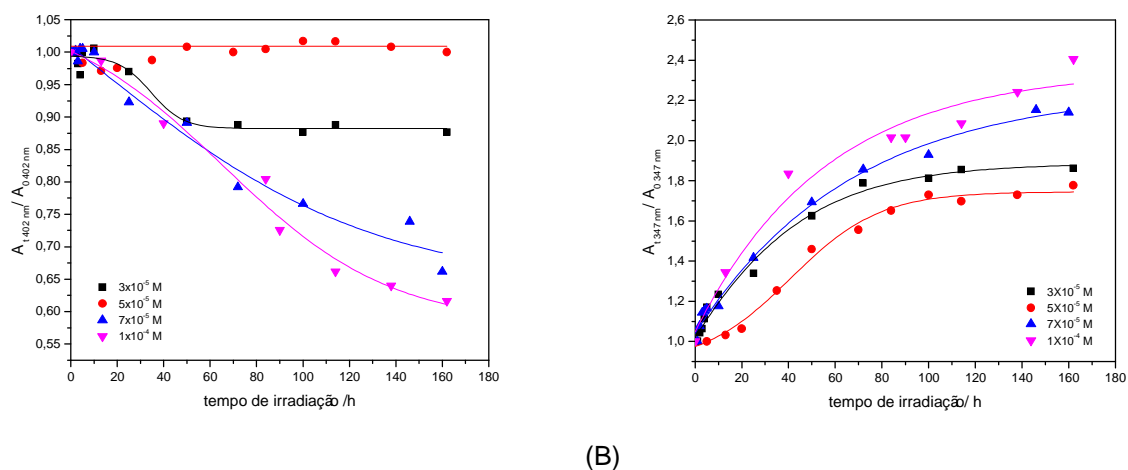 1,05
1,00
0,95
0,90
0,85
0,80
0,75
0,70
0,65
0,60
0,55
A t 402 nm / A 0 402 nm
3x10⁻⁵ M
5x10⁻⁵ M
7x10⁻⁵ M
1x10⁻⁴ M
0 20 40 60 80 100 120 140 160 180
tempo de irradiação /h
2,6
2,4
2,2
2,0
1,8
1,6
1,4
1,2
1,0
A t 347 nm / A 0 347 nm
3X10⁻⁵ M
5X10⁻⁵ M
7X10⁻⁵ M
1X10⁻⁴ M
0 20 40 60 80 100 120 140 160 180
tempo de irradiação/ h
(B)